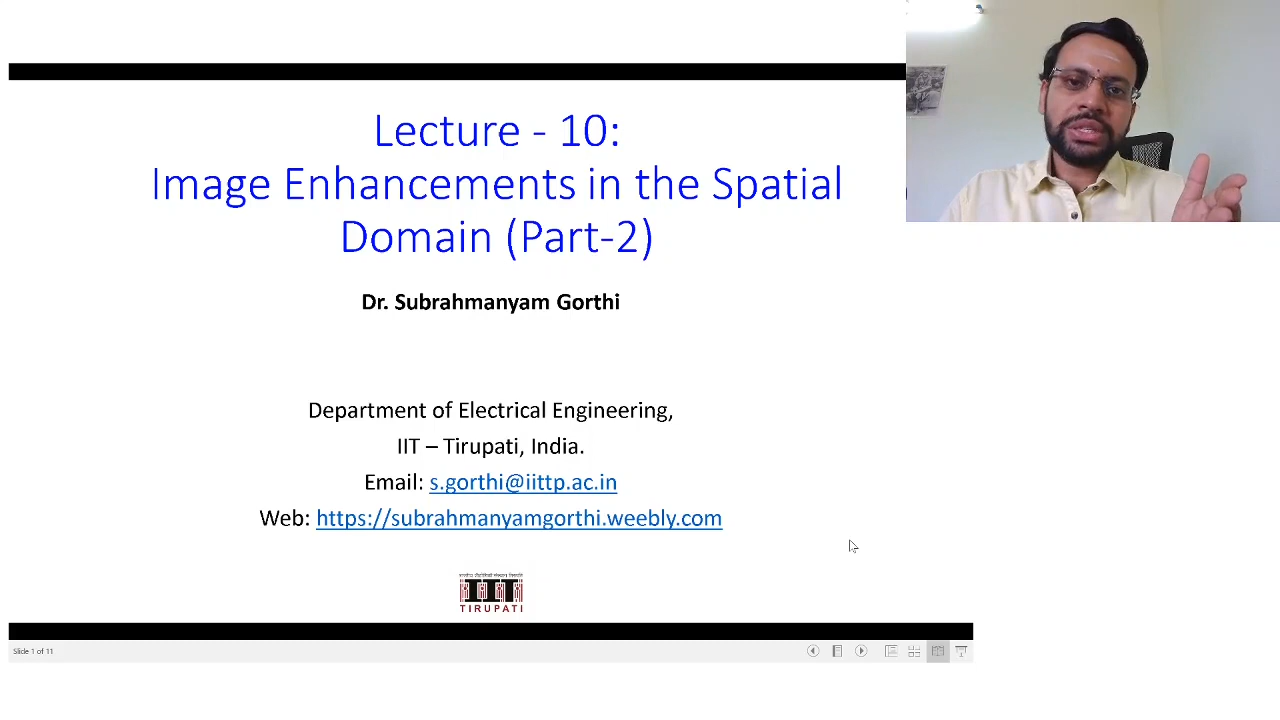 Lecture - 10:
Image Enhancements in the Spatial
Domain (Part-2)
Dr. Subrahmanyam Gorthi
Department of Electrical Engineering,
IIT – Tirupati, India.
Email: s.gorthi@iittp.ac.in
Web: https://subrahmanyamgorthi.weebly.com
TIRUPATI
Slide 1 of 11